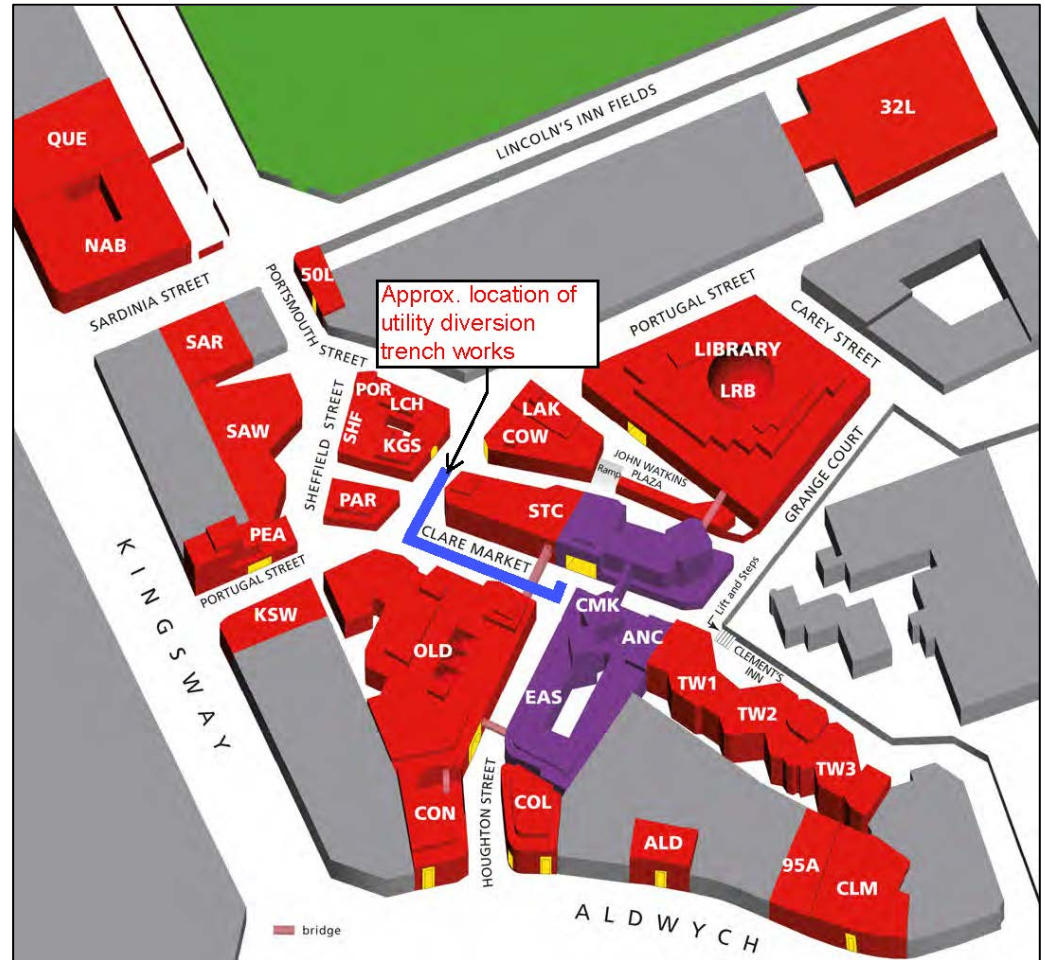 LINCOLN'S INN FIELDS
32L
QUE
NAB
SARDINIA STREET
50L
PORTSMOUTH STREET
Approx. location of
utility diversion
trench works
PORTUGAL STREET
CAREY STREET
SAR
LIBRARY
LRB
POR
LCH
SHF
KGS
SHEFFIELD STREET
LAK
COW
SAW
JOHN WATKINS
PLAZA
Ramp
GRANGE COURT
PAR
STC
PEA
CLARE MARKET
PORTUGAL STREET
KINGSWAY
KSW
CMK
Lift and Steps
ANC
CLEMENT'S
INN
OLD
EAS
TW1
TW2
TW3
CON
HOUGHTON STREET
COL
ALD
95A
CLM
ALDWYCH
bridge